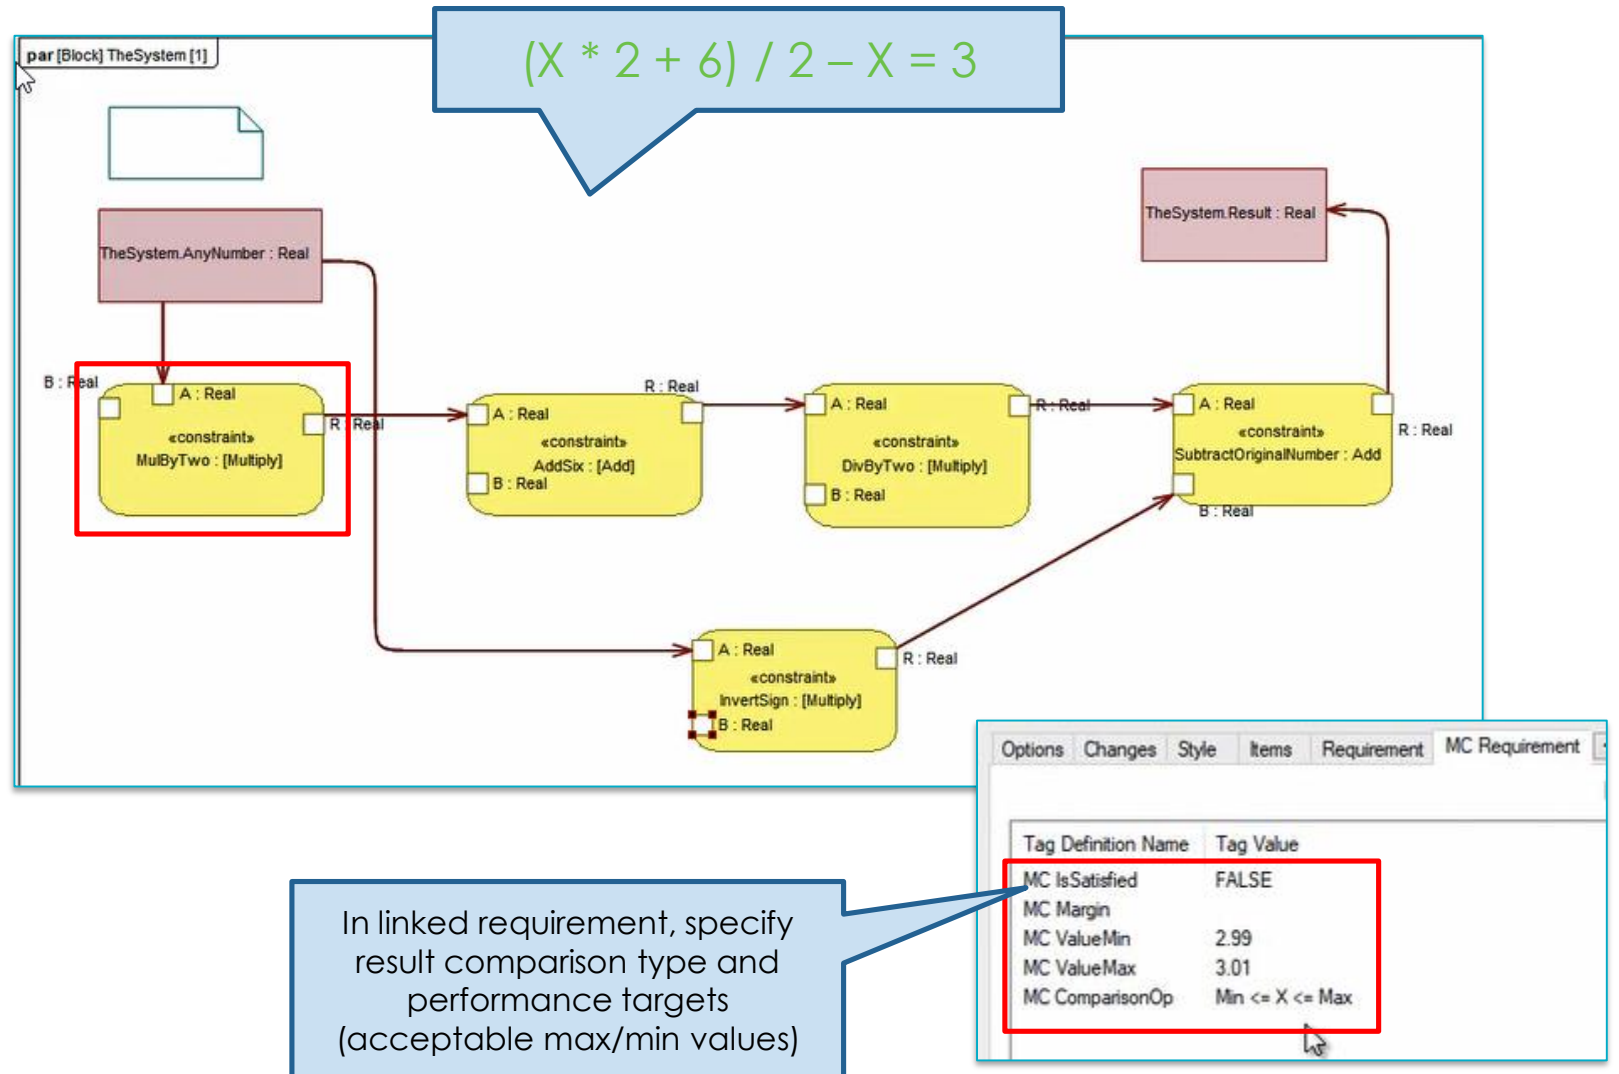 (X * 2 + 6) / 2 – X = 3
par [Block] TheSystem [1]
TheSystem.AnyNumber : Real
TheSystem.Result : Real
B : Real
A : Real
R : Real
«constraint»
MulByTwo : [Multiply]
R : Real
A : Real
«constraint»
AddSix : [Add]
B : Real
A : Real
R : Real
«constraint»
DivByTwo : [Multiply]
B : Real
A : Real
R : Real
«constraint»
SubtractOriginalNumber : Add
B : Real
A : Real
R : Real
«constraint»
InvertSign : [Multiply]
B : Real
Options Changes Style Items Requirement MC Requirement
Tag Definition Name Tag Value
MC IsSatisfied FALSE
MC Margin
MC ValueMin 2.99
MC ValueMax 3.01
MC ComparisonOp Min <= X <= Max
In linked requirement, specify
result comparison type and
performance targets
(acceptable max/min values)